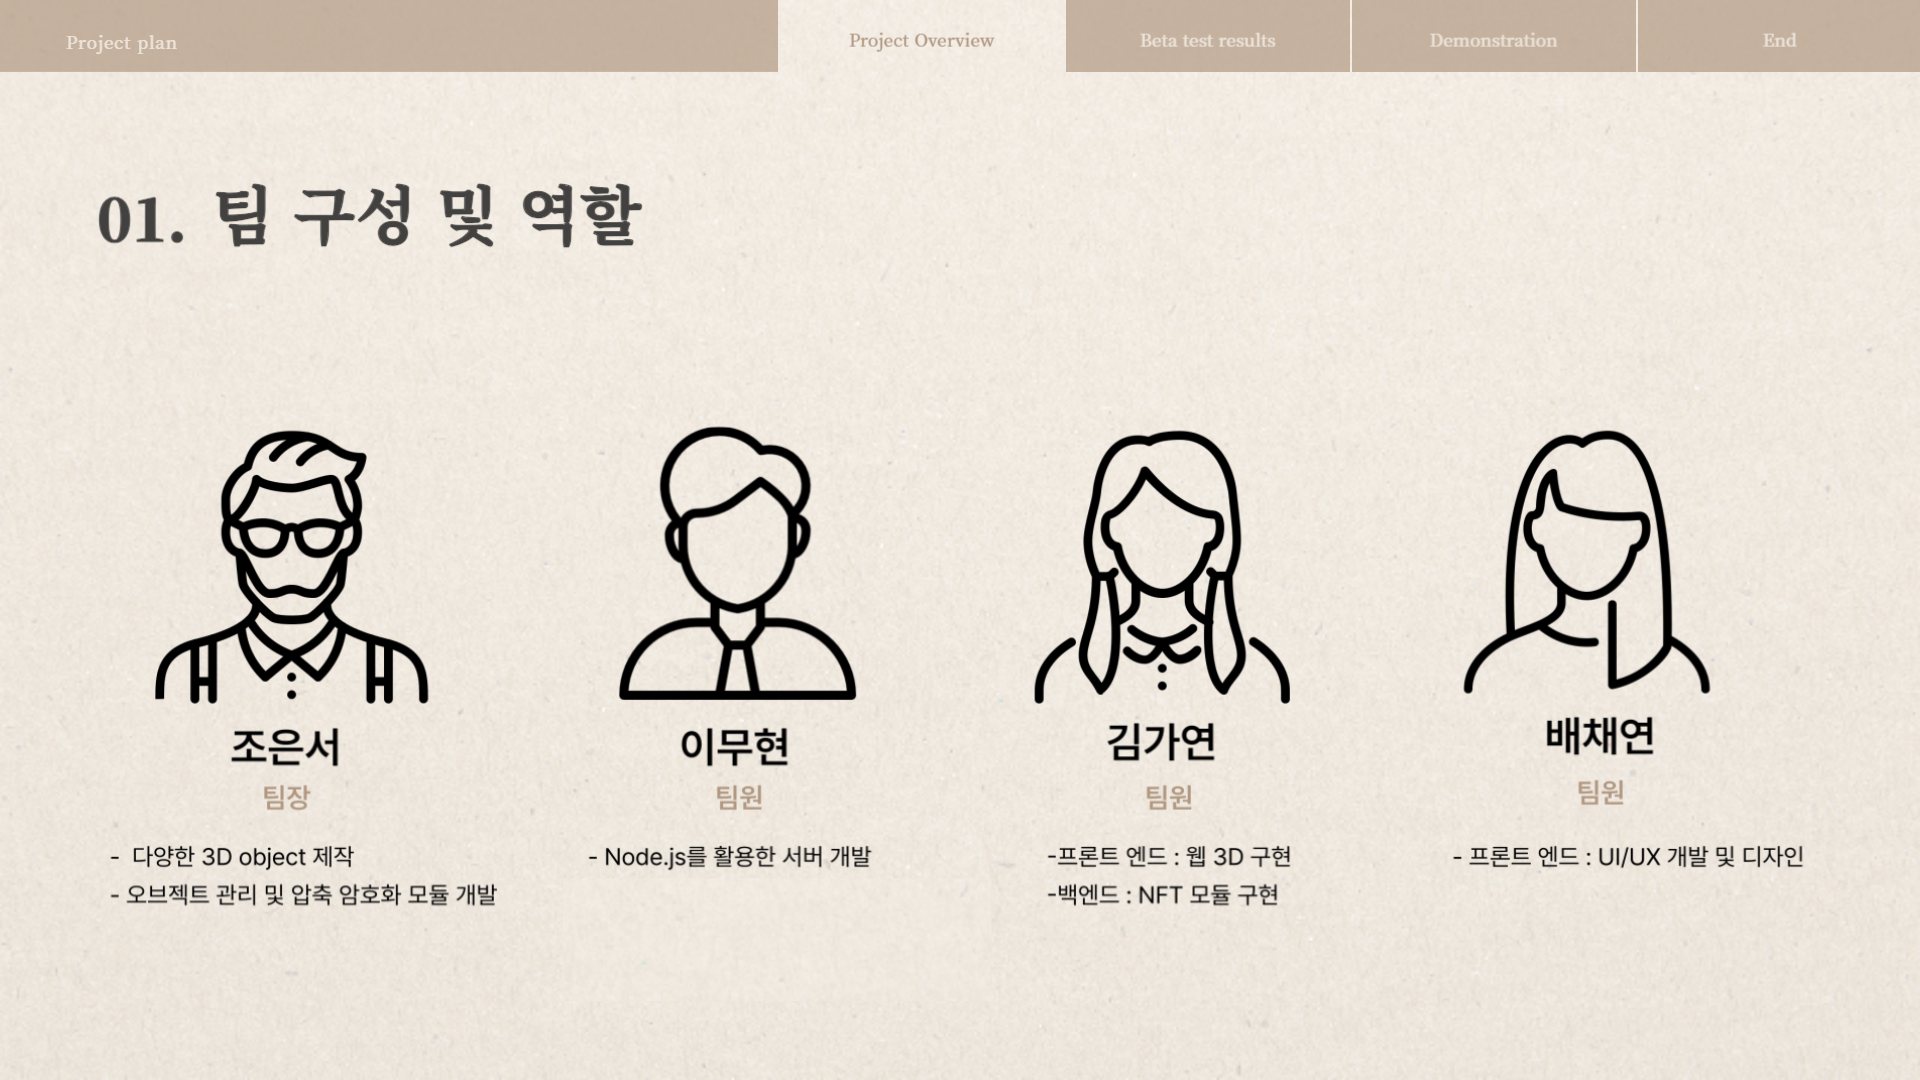 Project plan
Project Overview
Beta test results
Demonstration
End
01. 팀 구성 및 역할
조은서
팀장
- 다양한 3D object 제작
- 오브젝트 관리 및 압축 암호화 모듈 개발
이무현
팀원
- Node.js를 활용한 서버 개발
김가연
팀원
-프론트 엔드 : 웹 3D 구현
-백엔드 : NFT 모듈 구현
배채연
팀원
- 프론트 엔드 : UI/UX 개발 및 디자인